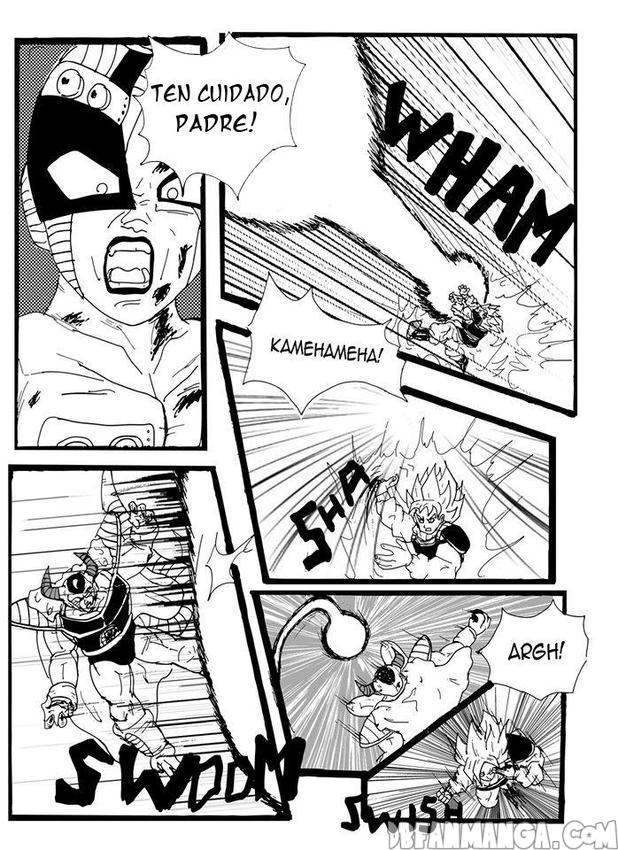 TEN CUIDADO,
PADRE!
WHAM
KAMEHAMEHA!
SHA
SWOOM
ARGH!
SWISH
DBFANMANGA.COM